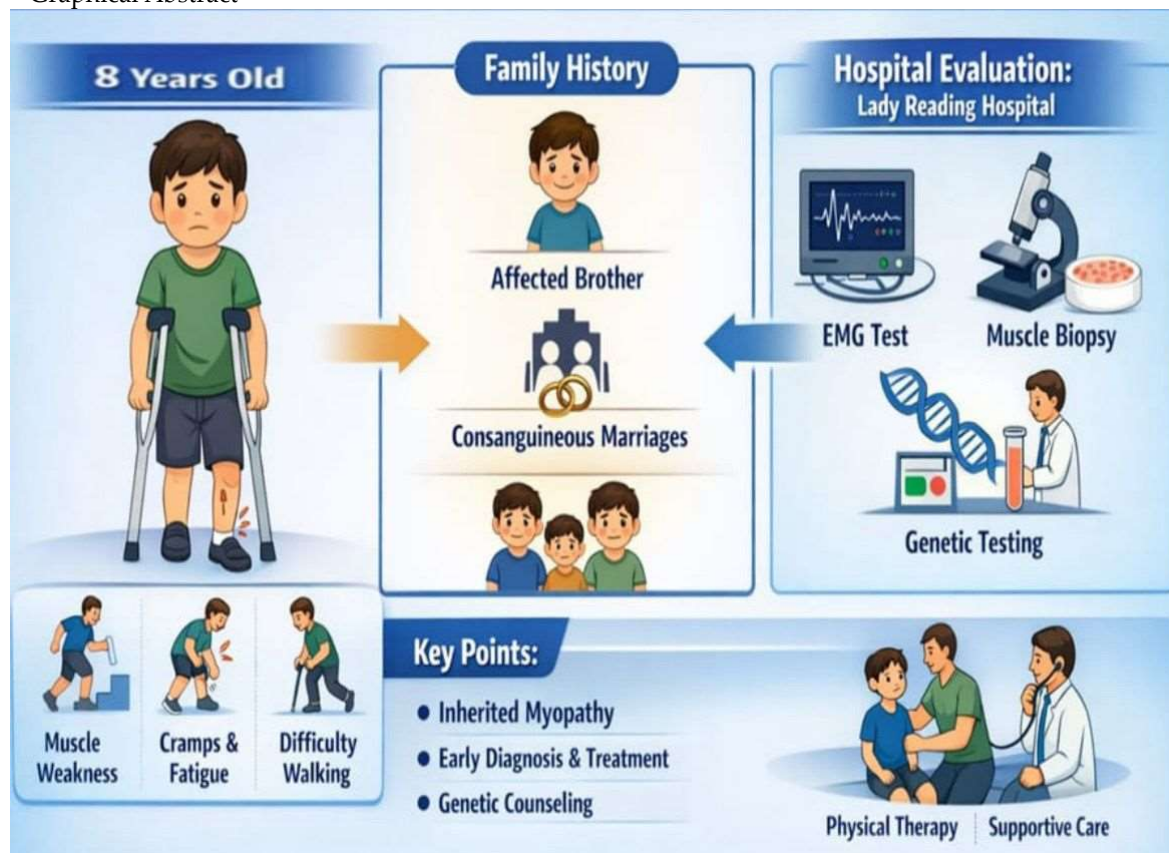 Graphical Abstract
8 Years Old
Muscle
Weakness
Cramps &
Fatigue
Difficulty
Walking
Family History
Affected Brother
Consanguineous Marriages
Hospital Evaluation:
Lady Reading Hospital
EMG Test
Muscle Biopsy
Genetic Testing
Key Points:
• Inherited Myopathy
• Early Diagnosis & Treatment
• Genetic Counseling
Physical Therapy | Supportive Care